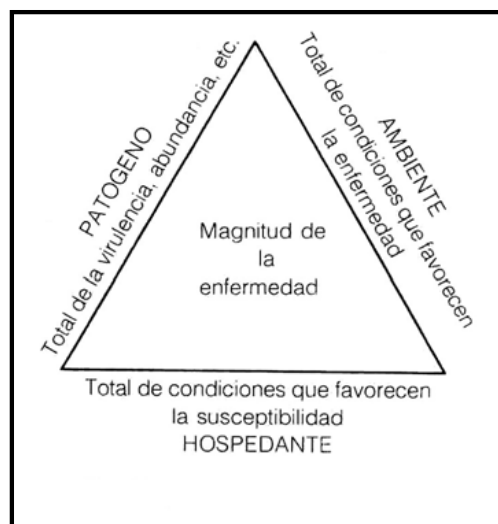 PATOGENO
Total de la virulencia, abundancia, etc.
AMBIENTE
Total de condiciones que favorecen
la enfermedad
Magnitud de
la
enfermedad
Total de condiciones que favorecen
la susceptibilidad
HOSPEDANTE